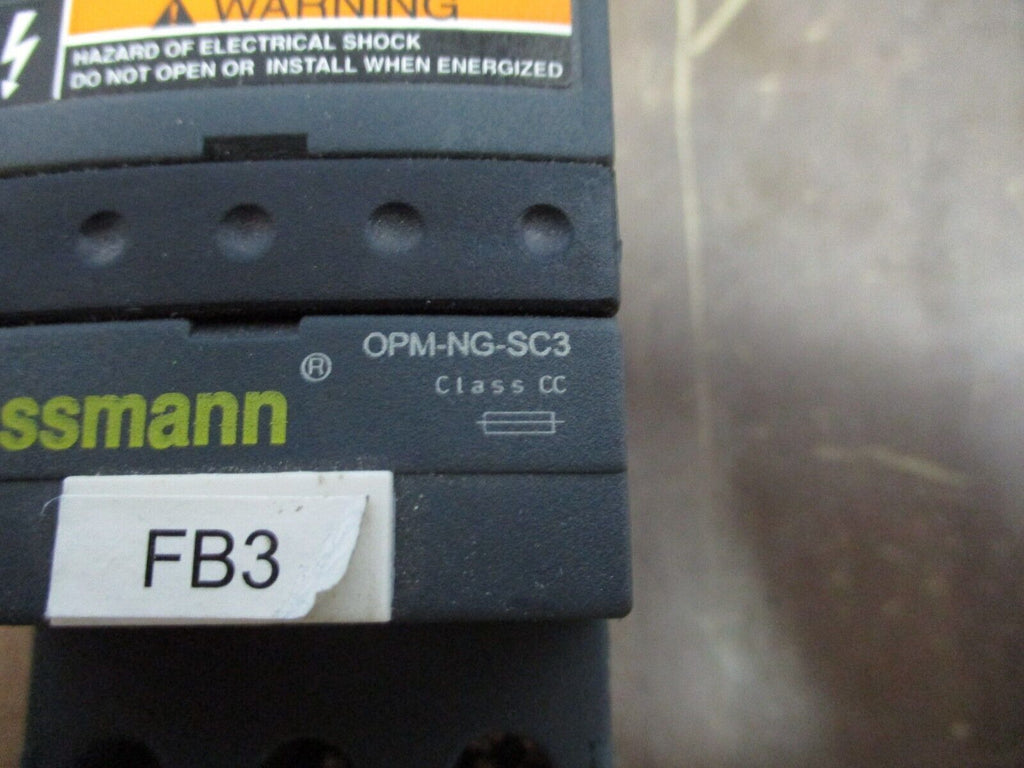 WARNING
HAZARD OF ELECTRICAL SHOCK
DO NOT OPEN OR INSTALL WHEN ENERGIZED
OPM-NG-SC3
®
Class CC
ssmann
FB3